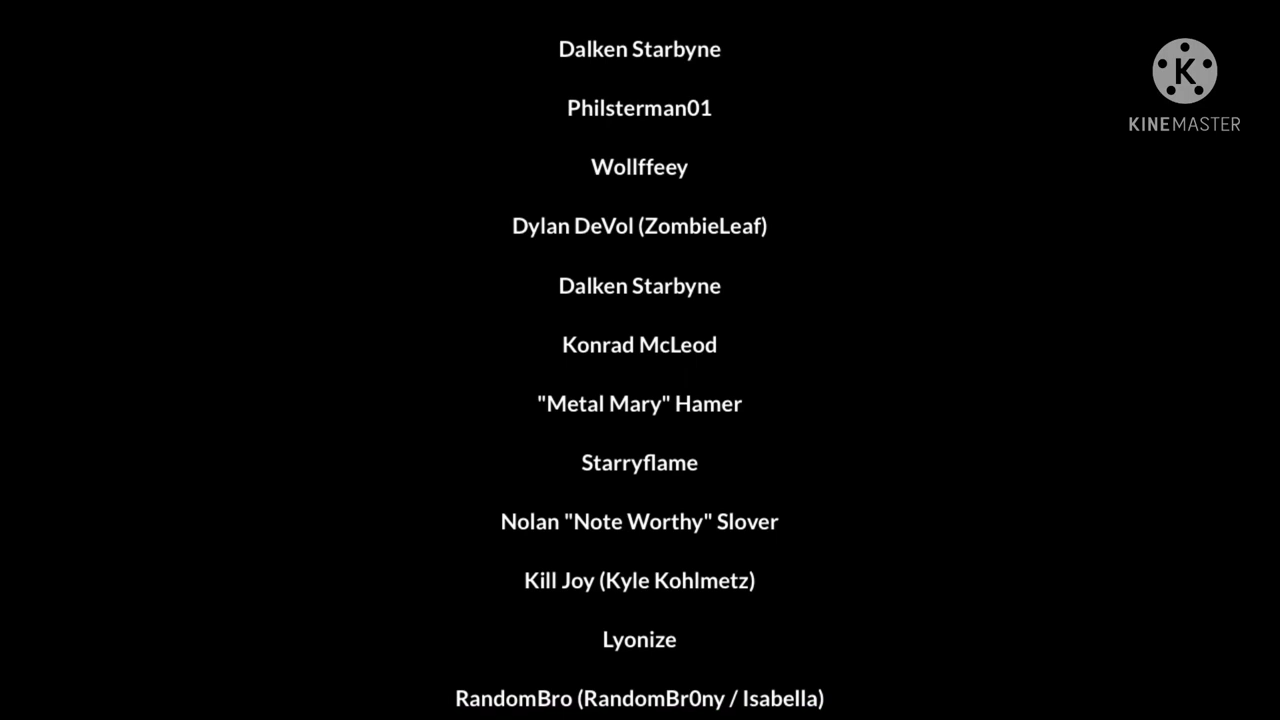 Dalken Starbyne
Philsterman01
Wollffeey
Dylan DeVol (ZombieLeaf)
Dalken Starbyne
Konrad McLeod
"Metal Mary" Hamer
Starryflame
Nolan "Note Worthy" Slover
Kill Joy (Kyle Kohlmetz)
Lyonize
RandomBro (RandomBr0ny / Isabella)
K
KINEMASTER